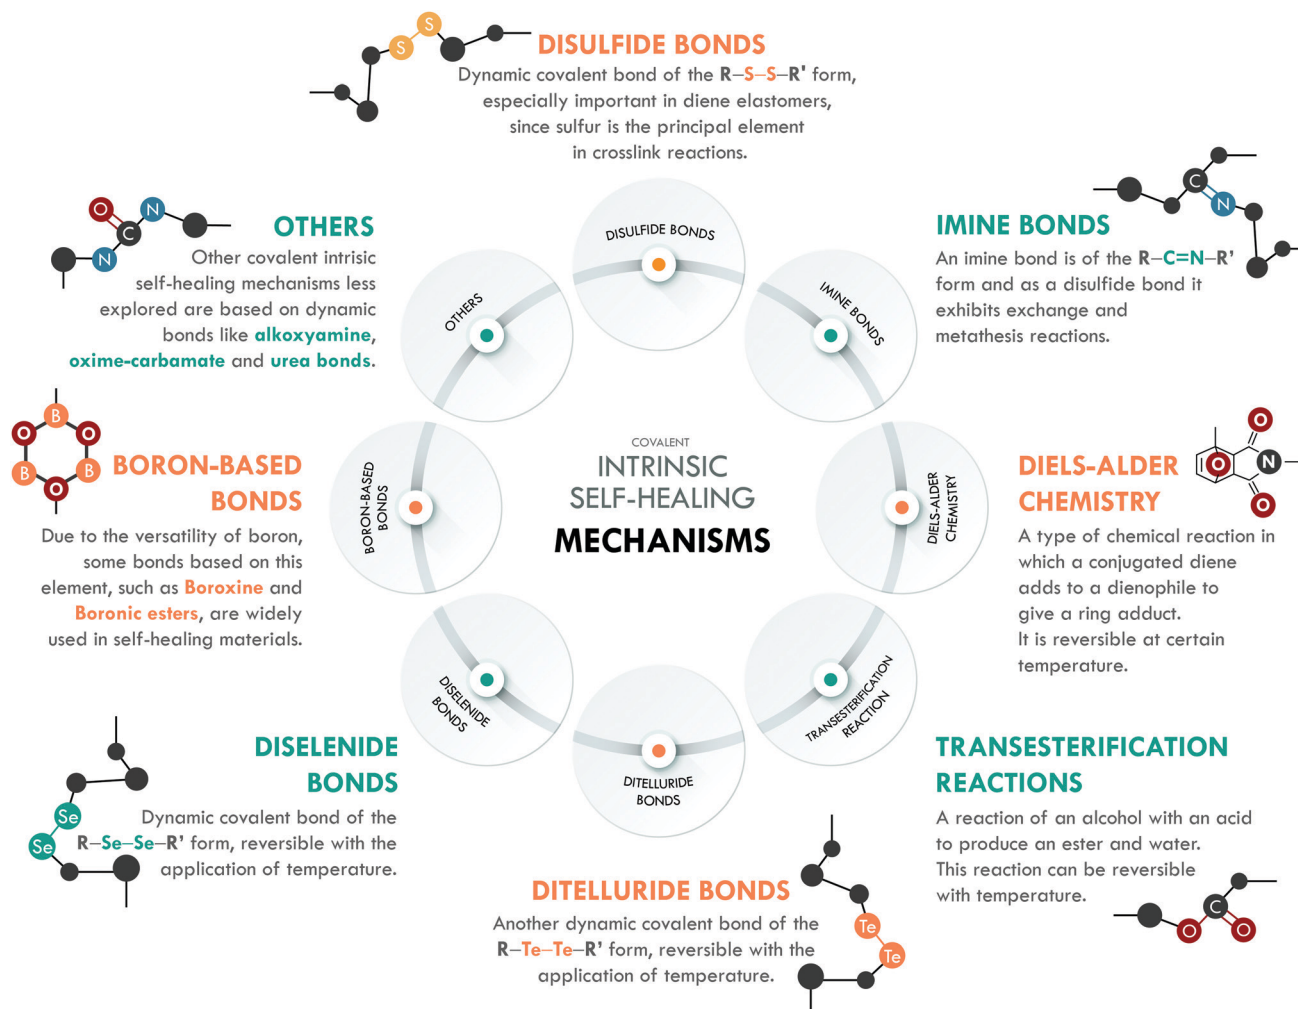 S
S
DISULFIDE BONDS
Dynamic covalent bond of the R–S–S–R' form,
especially important in diene elastomers,
since sulfur is the principal element
in crosslink reactions.
C
N
IMINE BONDS
An imine bond is of the R–C=N–R'
form and as a disulfide bond it
exhibits exchange and
metathesis reactions.
O
N
C
N
OTHERS
Other covalent intrisic
self-healing mechanisms less
explored are based on dynamic
bonds like alkoxyamine,
oxime-carbamate and urea bonds.
DISULFIDE BONDS
IMINE BONDS
OTHERS
B
O
O
B
B
O
BORON-BASED
BONDS
Due to the versatility of boron,
some bonds based on this
element, such as Boroxine and
Boronic esters, are widely
used in self-healing materials.
BORON-BASED
BONDS
COVALENT
INTRINSIC
SELF-HEALING
MECHANISMS
DIELS-ALDER
CHEMISTRY
O
O
N
O
DIELS-ALDER
CHEMISTRY
A type of chemical reaction in
which a conjugated diene
adds to a dienophile to
give a ring adduct.
It is reversible at certain
temperature.
DISELENIDE
BONDS
DITELLURIDE
BONDS
TRANSESTERIFICATION
REACTION
DISELENIDE
BONDS
Se
Se
Dynamic covalent bond of the
R–Se–Se–R' form, reversible with the
application of temperature.
TRANSESTERIFICATION
REACTIONS
A reaction of an alcohol with an acid
to produce an ester and water.
This reaction can be reversible
with temperature.
C
O
O
DITELLURIDE BONDS
Another dynamic covalent bond of the
R–Te–Te–R' form, reversible with the
application of temperature.
Te
Te